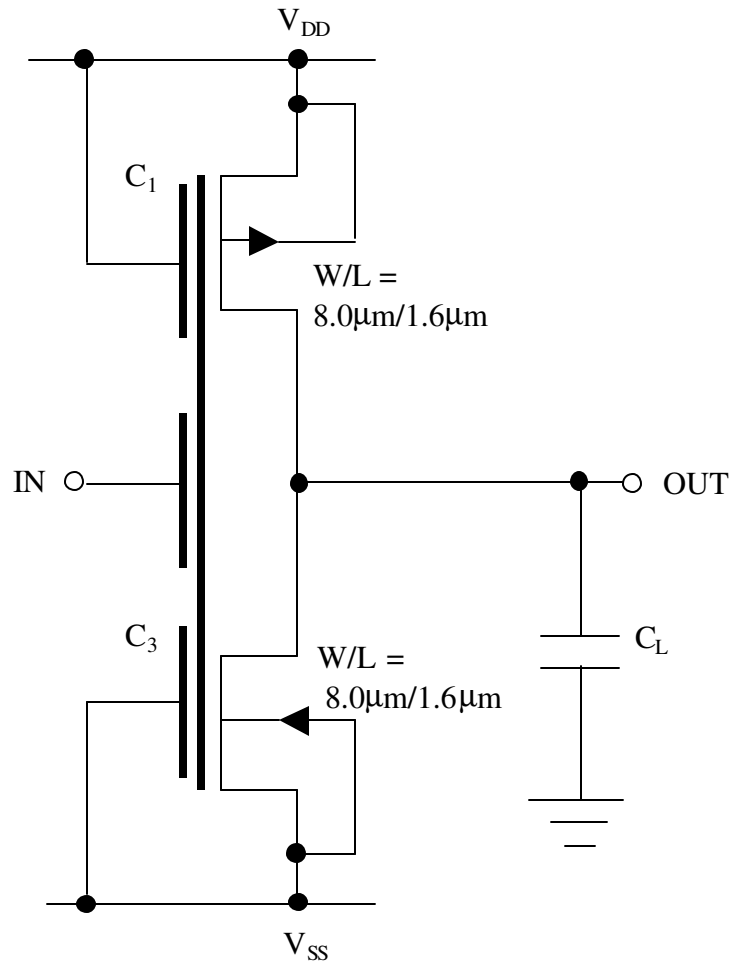 V_DD
C_1
W/L =
8.0μm/1.6μm
IN
OUT
C_3
W/L =
8.0μm/1.6μm
C_L
V_SS